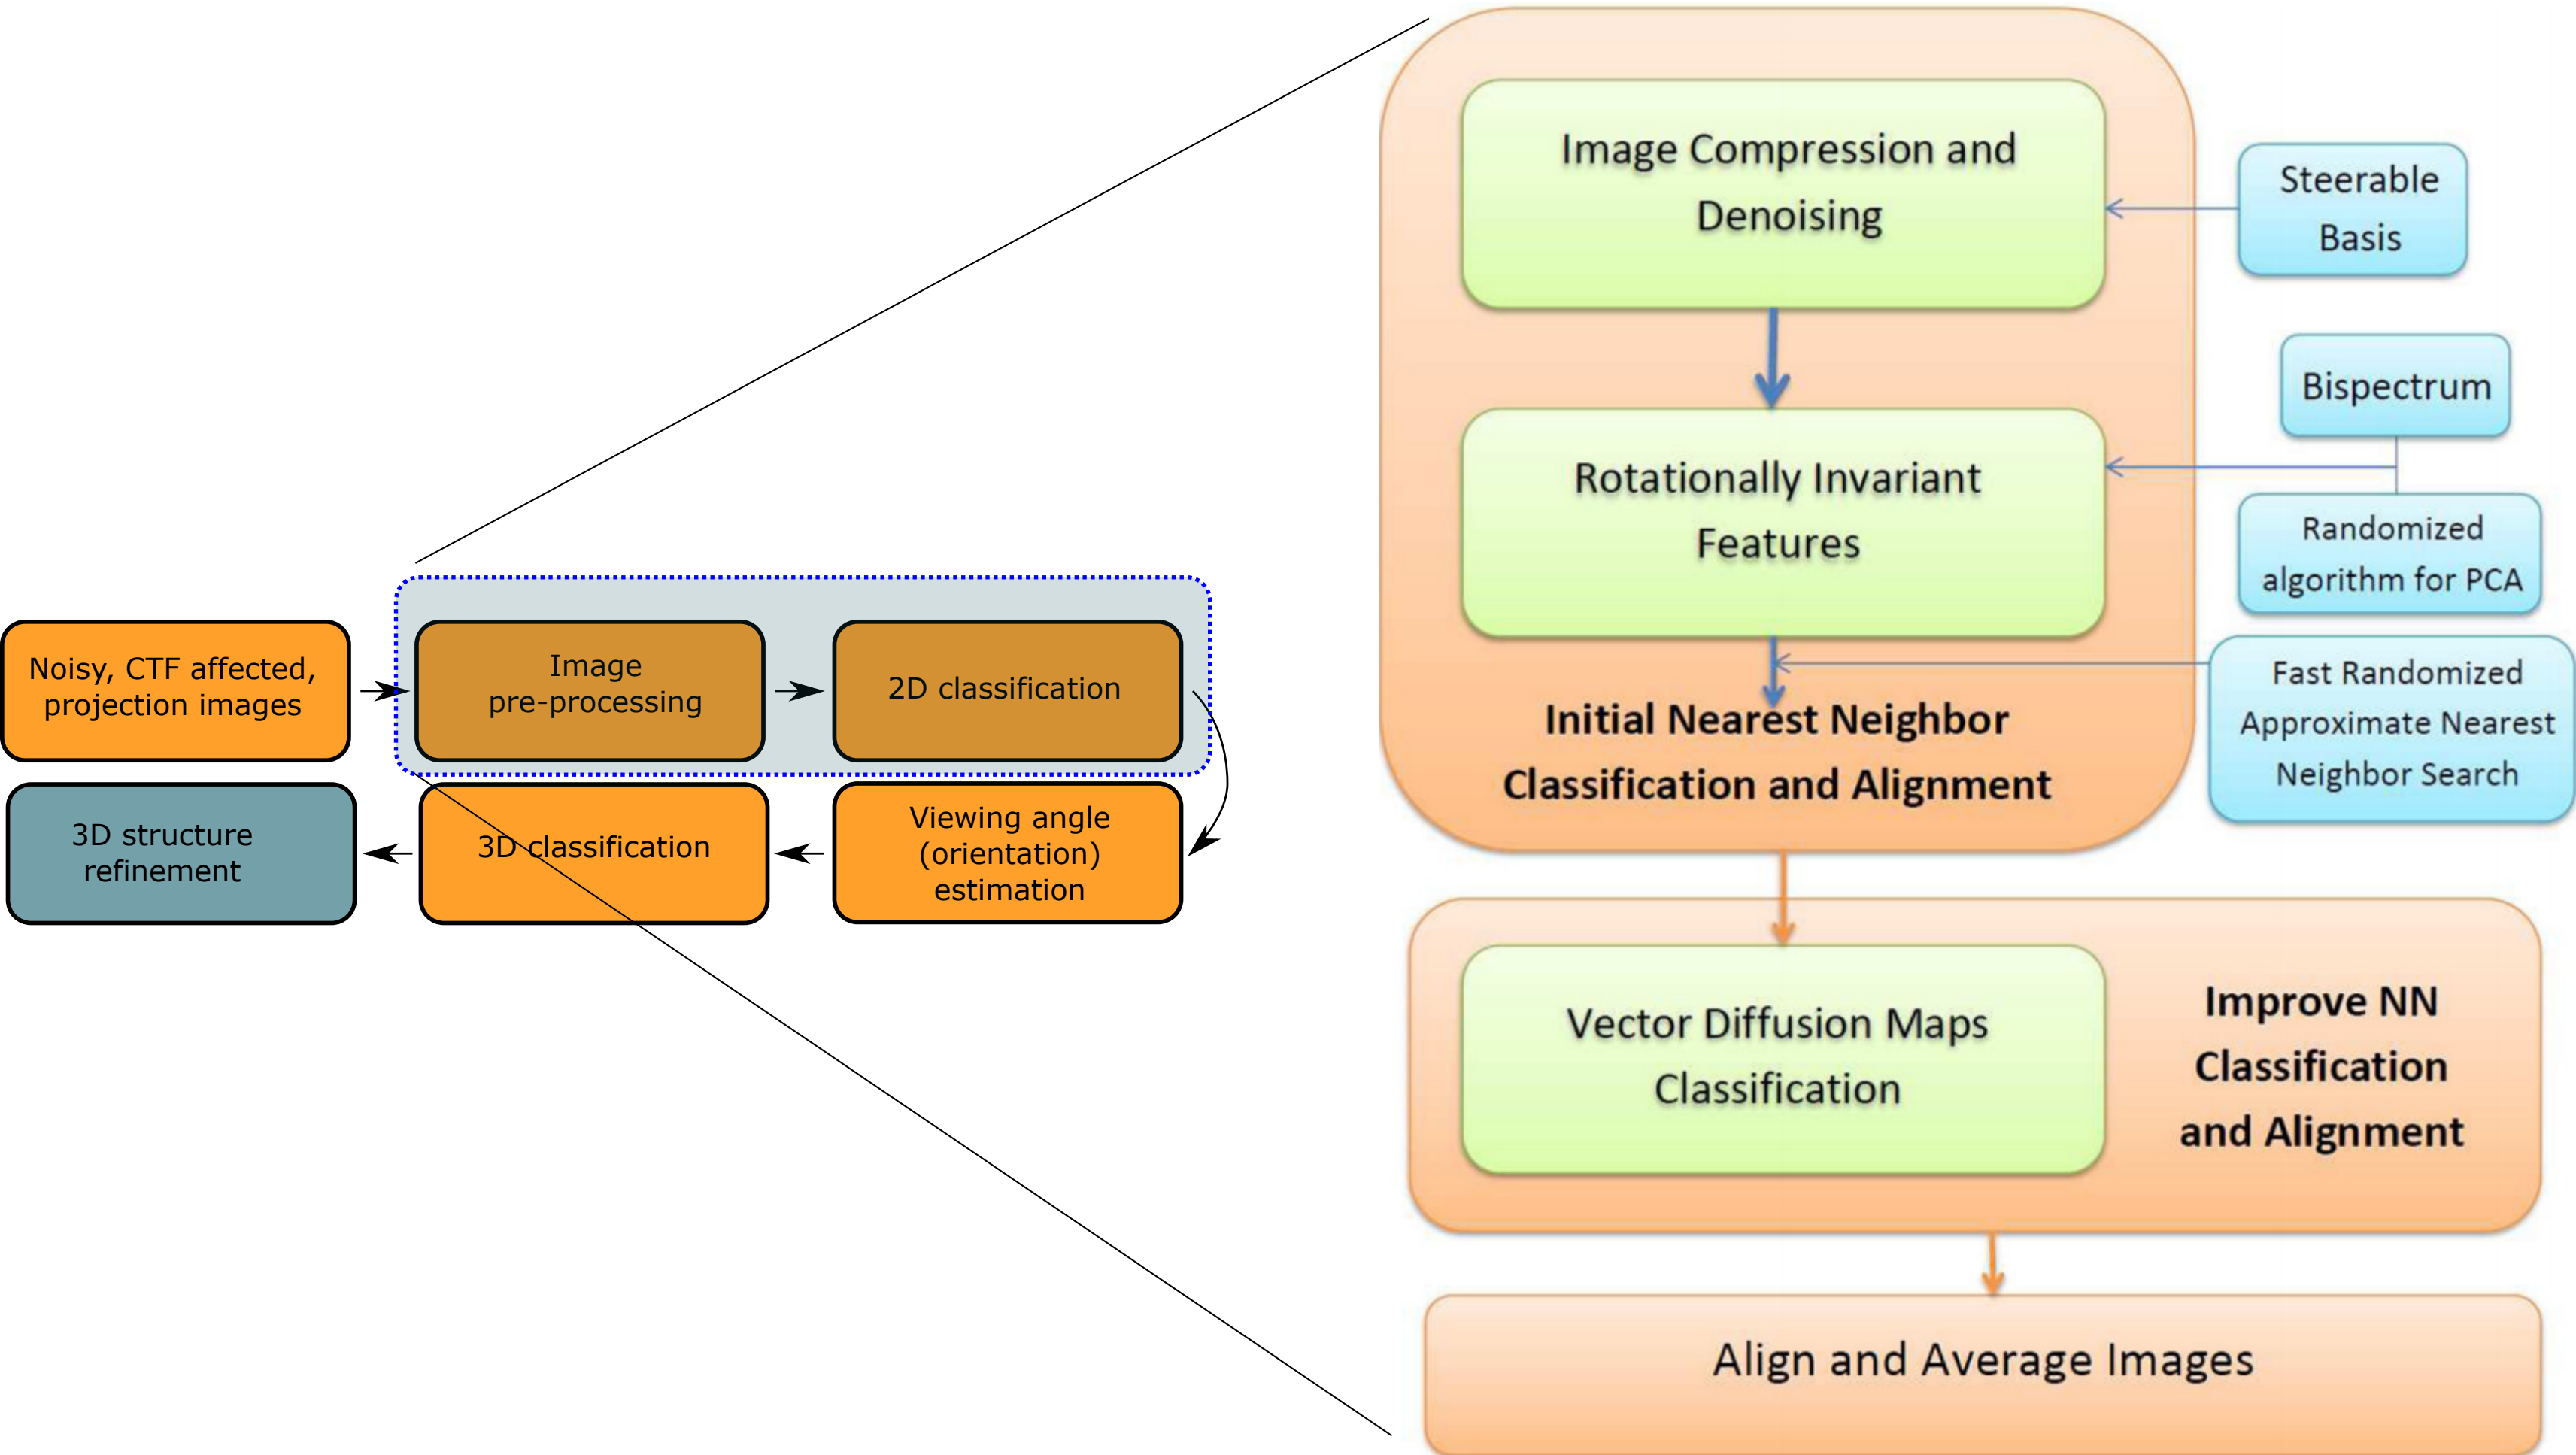 Noisy, CTF affected,
projection images
Image
pre-processing
2D classification
Viewing angle
(orientation)
estimation
3D classification
3D structure
refinement
Image Compression and
Denoising
Steerable
Basis
Rotationally Invariant
Features
Bispectrum
Randomized
algorithm for PCA
Fast Randomized
Approximate Nearest
Neighbor Search
Initial Nearest Neighbor
Classification and Alignment
Vector Diffusion Maps
Classification
Improve NN
Classification
and Alignment
Align and Average Images